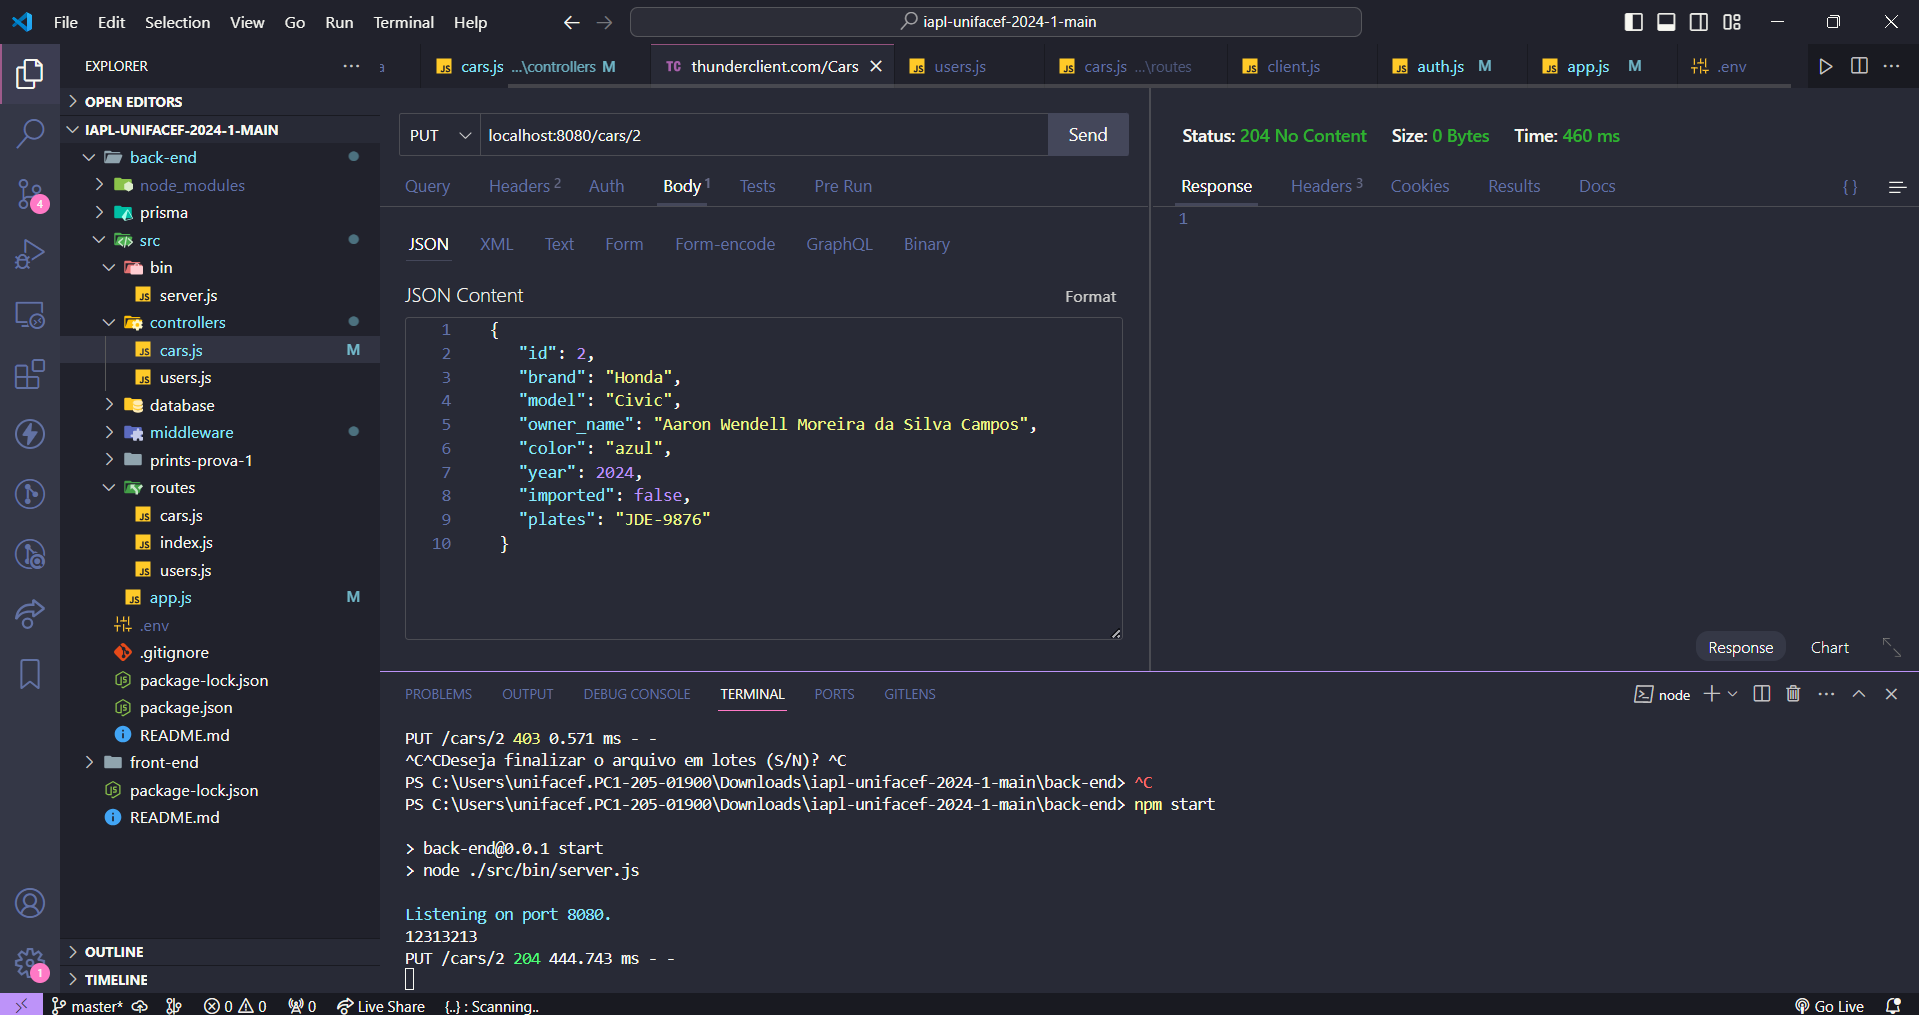 File Edit Selection View Go Run Terminal Help
iapl-unifacef-2024-1-main
EXPLORER
a
cars.js ...\controllers M
TC thunderclient.com/Cars
users.js
cars.js ...\routes
client.js
auth.js M
app.js M
.env
OPEN EDITORS
IAPL-UNIFACEF-2024-1-MAIN
back-end
node_modules
prisma
src
bin
JS server.js
controllers
JS cars.js M
JS users.js
database
middleware
prints-prova-1
routes
JS cars.js
JS index.js
JS users.js
JS app.js M
.env
.gitignore
package-lock.json
package.json
README.md
front-end
package-lock.json
README.md
OUTLINE
TIMELINE
4
1
PUT localhost:8080/cars/2 Send
Query Headers 2 Auth Body 1 Tests Pre Run
JSON XML Text Form Form-encode GraphQL Binary
JSON Content Format
1 {
2 "id": 2,
3 "brand": "Honda",
4 "model": "Civic",
5 "owner_name": "Aaron Wendell Moreira da Silva Campos",
6 "color": "azul",
7 "year": 2024,
8 "imported": false,
9 "plates": "JDE-9876"
10 }
Status: 204 No Content Size: 0 Bytes Time: 460 ms
Response Headers 3 Cookies Results Docs { }
1
Response Chart
PROBLEMS OUTPUT DEBUG CONSOLE TERMINAL PORTS GITLENS
node
PUT /cars/2 403 0.571 ms - -
^C^CDeseja finalizar o arquivo em lotes (S/N)? ^C
PS C:\Users\unifacef.PC1-205-01900\Downloads\iapl-unifacef-2024-1-main\back-end> ^C
PS C:\Users\unifacef.PC1-205-01900\Downloads\iapl-unifacef-2024-1-main\back-end> npm start
> back-end@0.0.1 start
> node ./src/bin/server.js
Listening on port 8080.
12313213
PUT /cars/2 204 444.743 ms - -
master* 0 0 0 Live Share {..} : Scanning.. Go Live